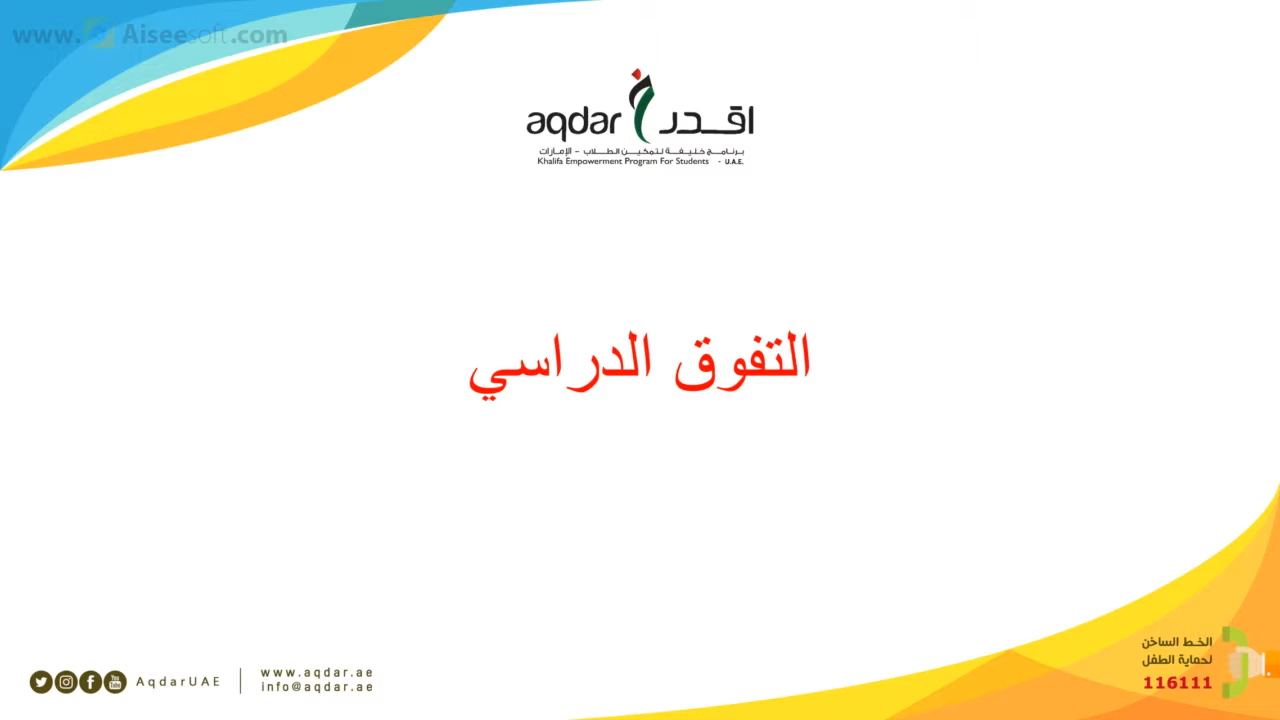 www.Aiseesoft.com
aqdar اقدر
برنامج خليفة لتمكين الطلاب - الإمارات
Khalifa Empowerment Program For Students - U.A.E.
التفوق الدراسي
AqdarUAE
www.aqdar.ae
info@aqdar.ae
الخط الساخن
لحماية الطفل
116111